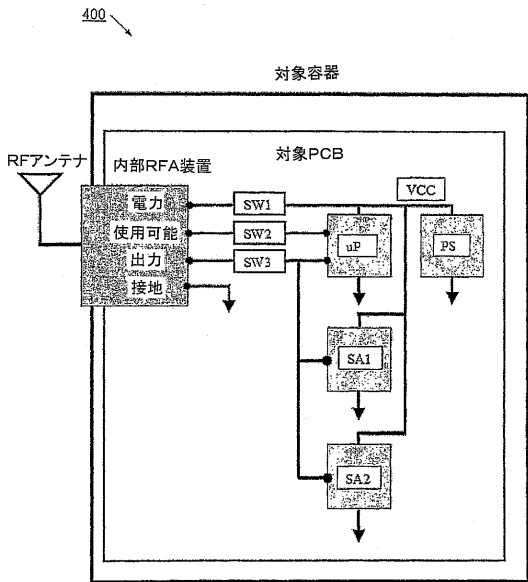 400
対象容器
対象PCB
RFアンテナ
内部RFA装置
VCC
電力
SW1
使用可能
SW2
uP
PS
出力
SW3
接地
SA1
SA2